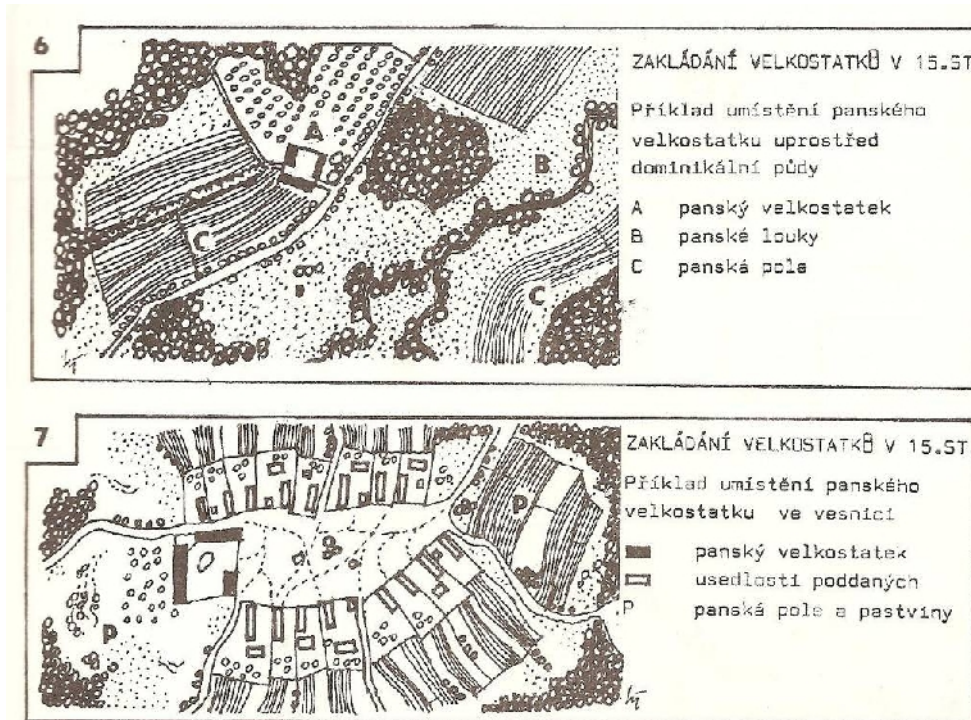 6
ZAKLÁDÁNÍ VELKOSTATKŮ V 15.ST
Příklad umístění panského
velkostatku uprostřed
dominikální půdy
A panský velkostatek
B panské louky
C panská pole
A
B
C
C
7
ZAKLÁDÁNÍ VELKOSTATKŮ V 15.ST
Příklad umístění panského
velkostatku ve vesnici
panský velkostatek
usedlosti poddaných
P panská pole a pastviny
P
P